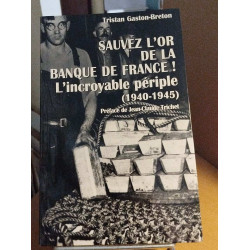 Tristan Gaston-Breton
SAUVEZ L'OR
DE LA
BANQUE DE FRANCE !
L'incroyable périple
(1940-1945)
Préface de Jean-Claude Trichet